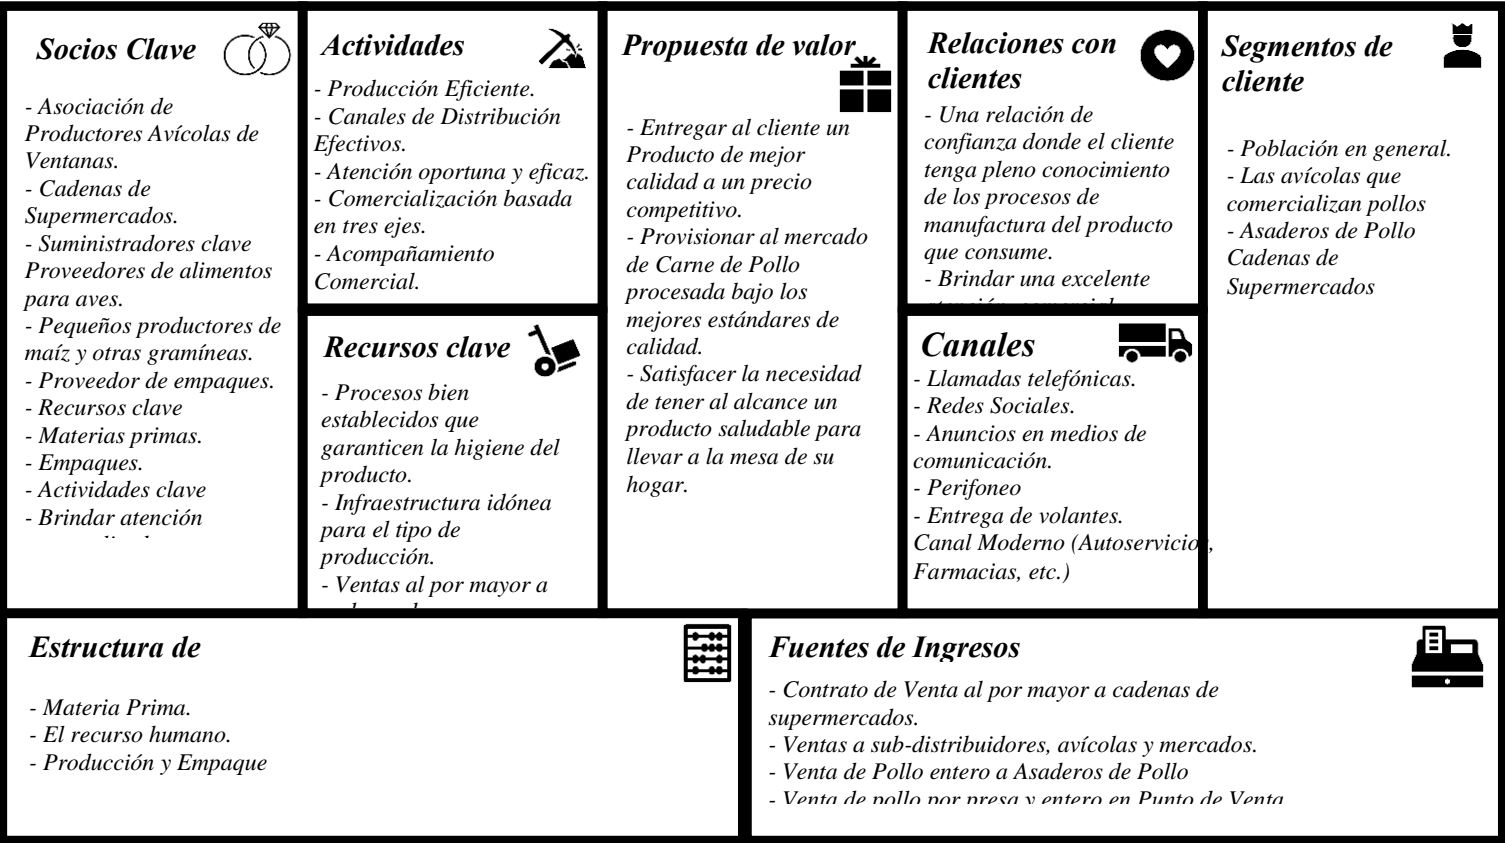 Socios Clave
- Asociación de
Productores Avícolas de
Ventanas.
- Cadenas de
Supermercados.
- Suministradores clave
Proveedores de alimentos
para aves.
- Pequeños productores de
maíz y otras gramíneas.
- Proveedor de empaques.
- Recursos clave
- Materias primas.
- Empaques.
- Actividades clave
- Brindar atención
Actividades
- Producción Eficiente.
- Canales de Distribución
Efectivos.
- Atención oportuna y eficaz.
- Comercialización basada
en tres ejes.
- Acompañamiento
Comercial.
Recursos clave
- Procesos bien
establecidos que
garanticen la higiene del
producto.
- Infraestructura idónea
para el tipo de
producción.
- Ventas al por mayor a
Propuesta de valor
- Entregar al cliente un
Producto de mejor
calidad a un precio
competitivo.
- Provisionar al mercado
de Carne de Pollo
procesada bajo los
mejores estándares de
calidad.
- Satisfacer la necesidad
de tener al alcance un
producto saludable para
llevar a la mesa de su
hogar.
Relaciones con
clientes
- Una relación de
confianza donde el cliente
tenga pleno conocimiento
de los procesos de
manufactura del producto
que consume.
- Brindar una excelente
Canales
- Llamadas telefónicas.
- Redes Sociales.
- Anuncios en medios de
comunicación.
- Perifoneo
- Entrega de volantes.
Canal Moderno (Autoservicios,
Farmacias, etc.)
Segmentos de
cliente
- Población en general.
- Las avícolas que
comercializan pollos
- Asaderos de Pollo
Cadenas de
Supermercados
Estructura de
- Materia Prima.
- El recurso humano.
- Producción y Empaque
Fuentes de Ingresos
- Contrato de Venta al por mayor a cadenas de
supermercados.
- Ventas a sub-distribuidores, avícolas y mercados.
- Venta de Pollo entero a Asaderos de Pollo
- Venta de pollo por presa y entero en Punto de Venta